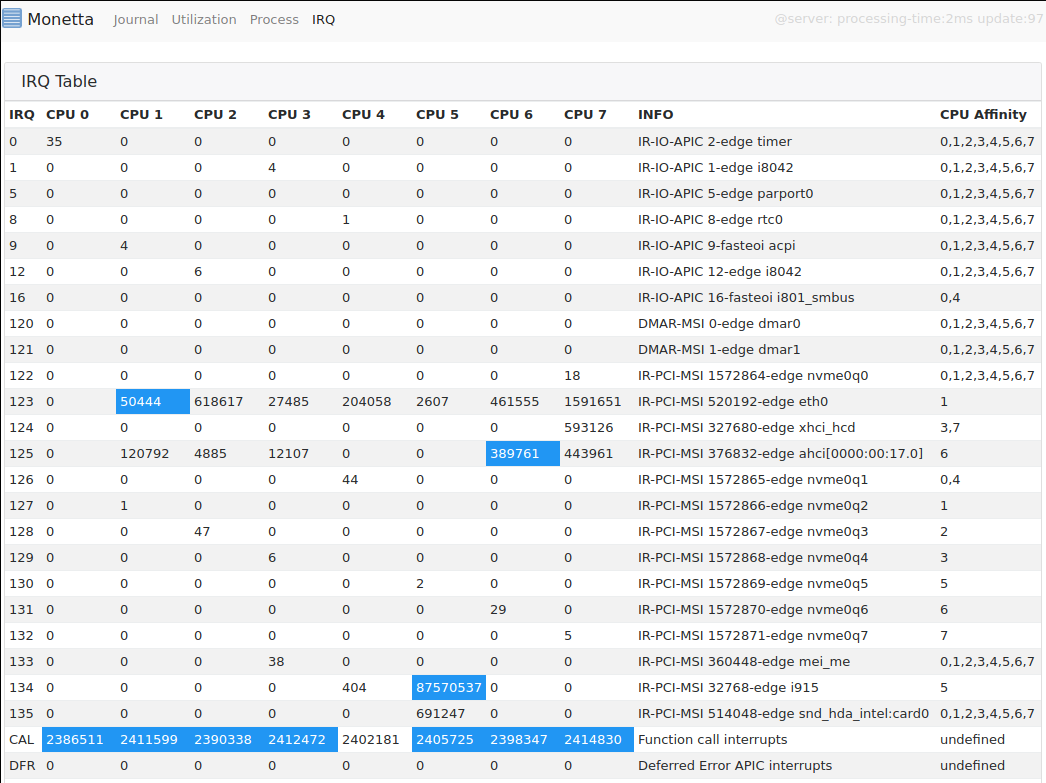 Monetta Journal Utilization Process IRQ @server: processing-time:2ms update:97
IRQ Table
IRQ CPU 0 CPU 1 CPU 2 CPU 3 CPU 4 CPU 5 CPU 6 CPU 7 INFO CPU Affinity
0 35 0 0 0 0 0 0 0 IR-IO-APIC 2-edge timer 0,1,2,3,4,5,6,7
1 0 0 0 4 0 0 0 0 IR-IO-APIC 1-edge i8042 0,1,2,3,4,5,6,7
5 0 0 0 0 0 0 0 0 IR-IO-APIC 5-edge parport0 0,1,2,3,4,5,6,7
8 0 0 0 0 1 0 0 0 IR-IO-APIC 8-edge rtc0 0,1,2,3,4,5,6,7
9 0 4 0 0 0 0 0 0 IR-IO-APIC 9-fasteoi acpi 0,1,2,3,4,5,6,7
12 0 0 6 0 0 0 0 0 IR-IO-APIC 12-edge i8042 0,1,2,3,4,5,6,7
16 0 0 0 0 0 0 0 0 IR-IO-APIC 16-fasteoi i801_smbus 0,4
120 0 0 0 0 0 0 0 0 DMAR-MSI 0-edge dmar0 0,1,2,3,4,5,6,7
121 0 0 0 0 0 0 0 0 DMAR-MSI 1-edge dmar1 0,1,2,3,4,5,6,7
122 0 0 0 0 0 0 0 18 IR-PCI-MSI 1572864-edge nvme0q0 0,1,2,3,4,5,6,7
123 0 50444 618617 27485 204058 2607 461555 1591651 IR-PCI-MSI 520192-edge eth0 1
124 0 0 0 0 0 0 0 593126 IR-PCI-MSI 327680-edge xhci_hcd 3,7
125 0 120792 4885 12107 0 0 389761 443961 IR-PCI-MSI 376832-edge ahci[0000:00:17.0] 6
126 0 0 0 0 44 0 0 0 IR-PCI-MSI 1572865-edge nvme0q1 0,4
127 0 1 0 0 0 0 0 0 IR-PCI-MSI 1572866-edge nvme0q2 1
128 0 0 47 0 0 0 0 0 IR-PCI-MSI 1572867-edge nvme0q3 2
129 0 0 0 6 0 0 0 0 IR-PCI-MSI 1572868-edge nvme0q4 3
130 0 0 0 0 0 2 0 0 IR-PCI-MSI 1572869-edge nvme0q5 5
131 0 0 0 0 0 0 29 0 IR-PCI-MSI 1572870-edge nvme0q6 6
132 0 0 0 0 0 0 0 5 IR-PCI-MSI 1572871-edge nvme0q7 7
133 0 0 0 38 0 0 0 0 IR-PCI-MSI 360448-edge mei_me 0,1,2,3,4,5,6,7
134 0 0 0 0 404 87570537 0 0 IR-PCI-MSI 32768-edge i915 5
135 0 0 0 0 0 691247 0 0 IR-PCI-MSI 514048-edge snd_hda_intel:card0 0,1,2,3,4,5,6,7
CAL 2386511 2411599 2390338 2412472 2402181 2405725 2398347 2414830 Function call interrupts undefined
DFR 0 0 0 0 0 0 0 0 Deferred Error APIC interrupts undefined